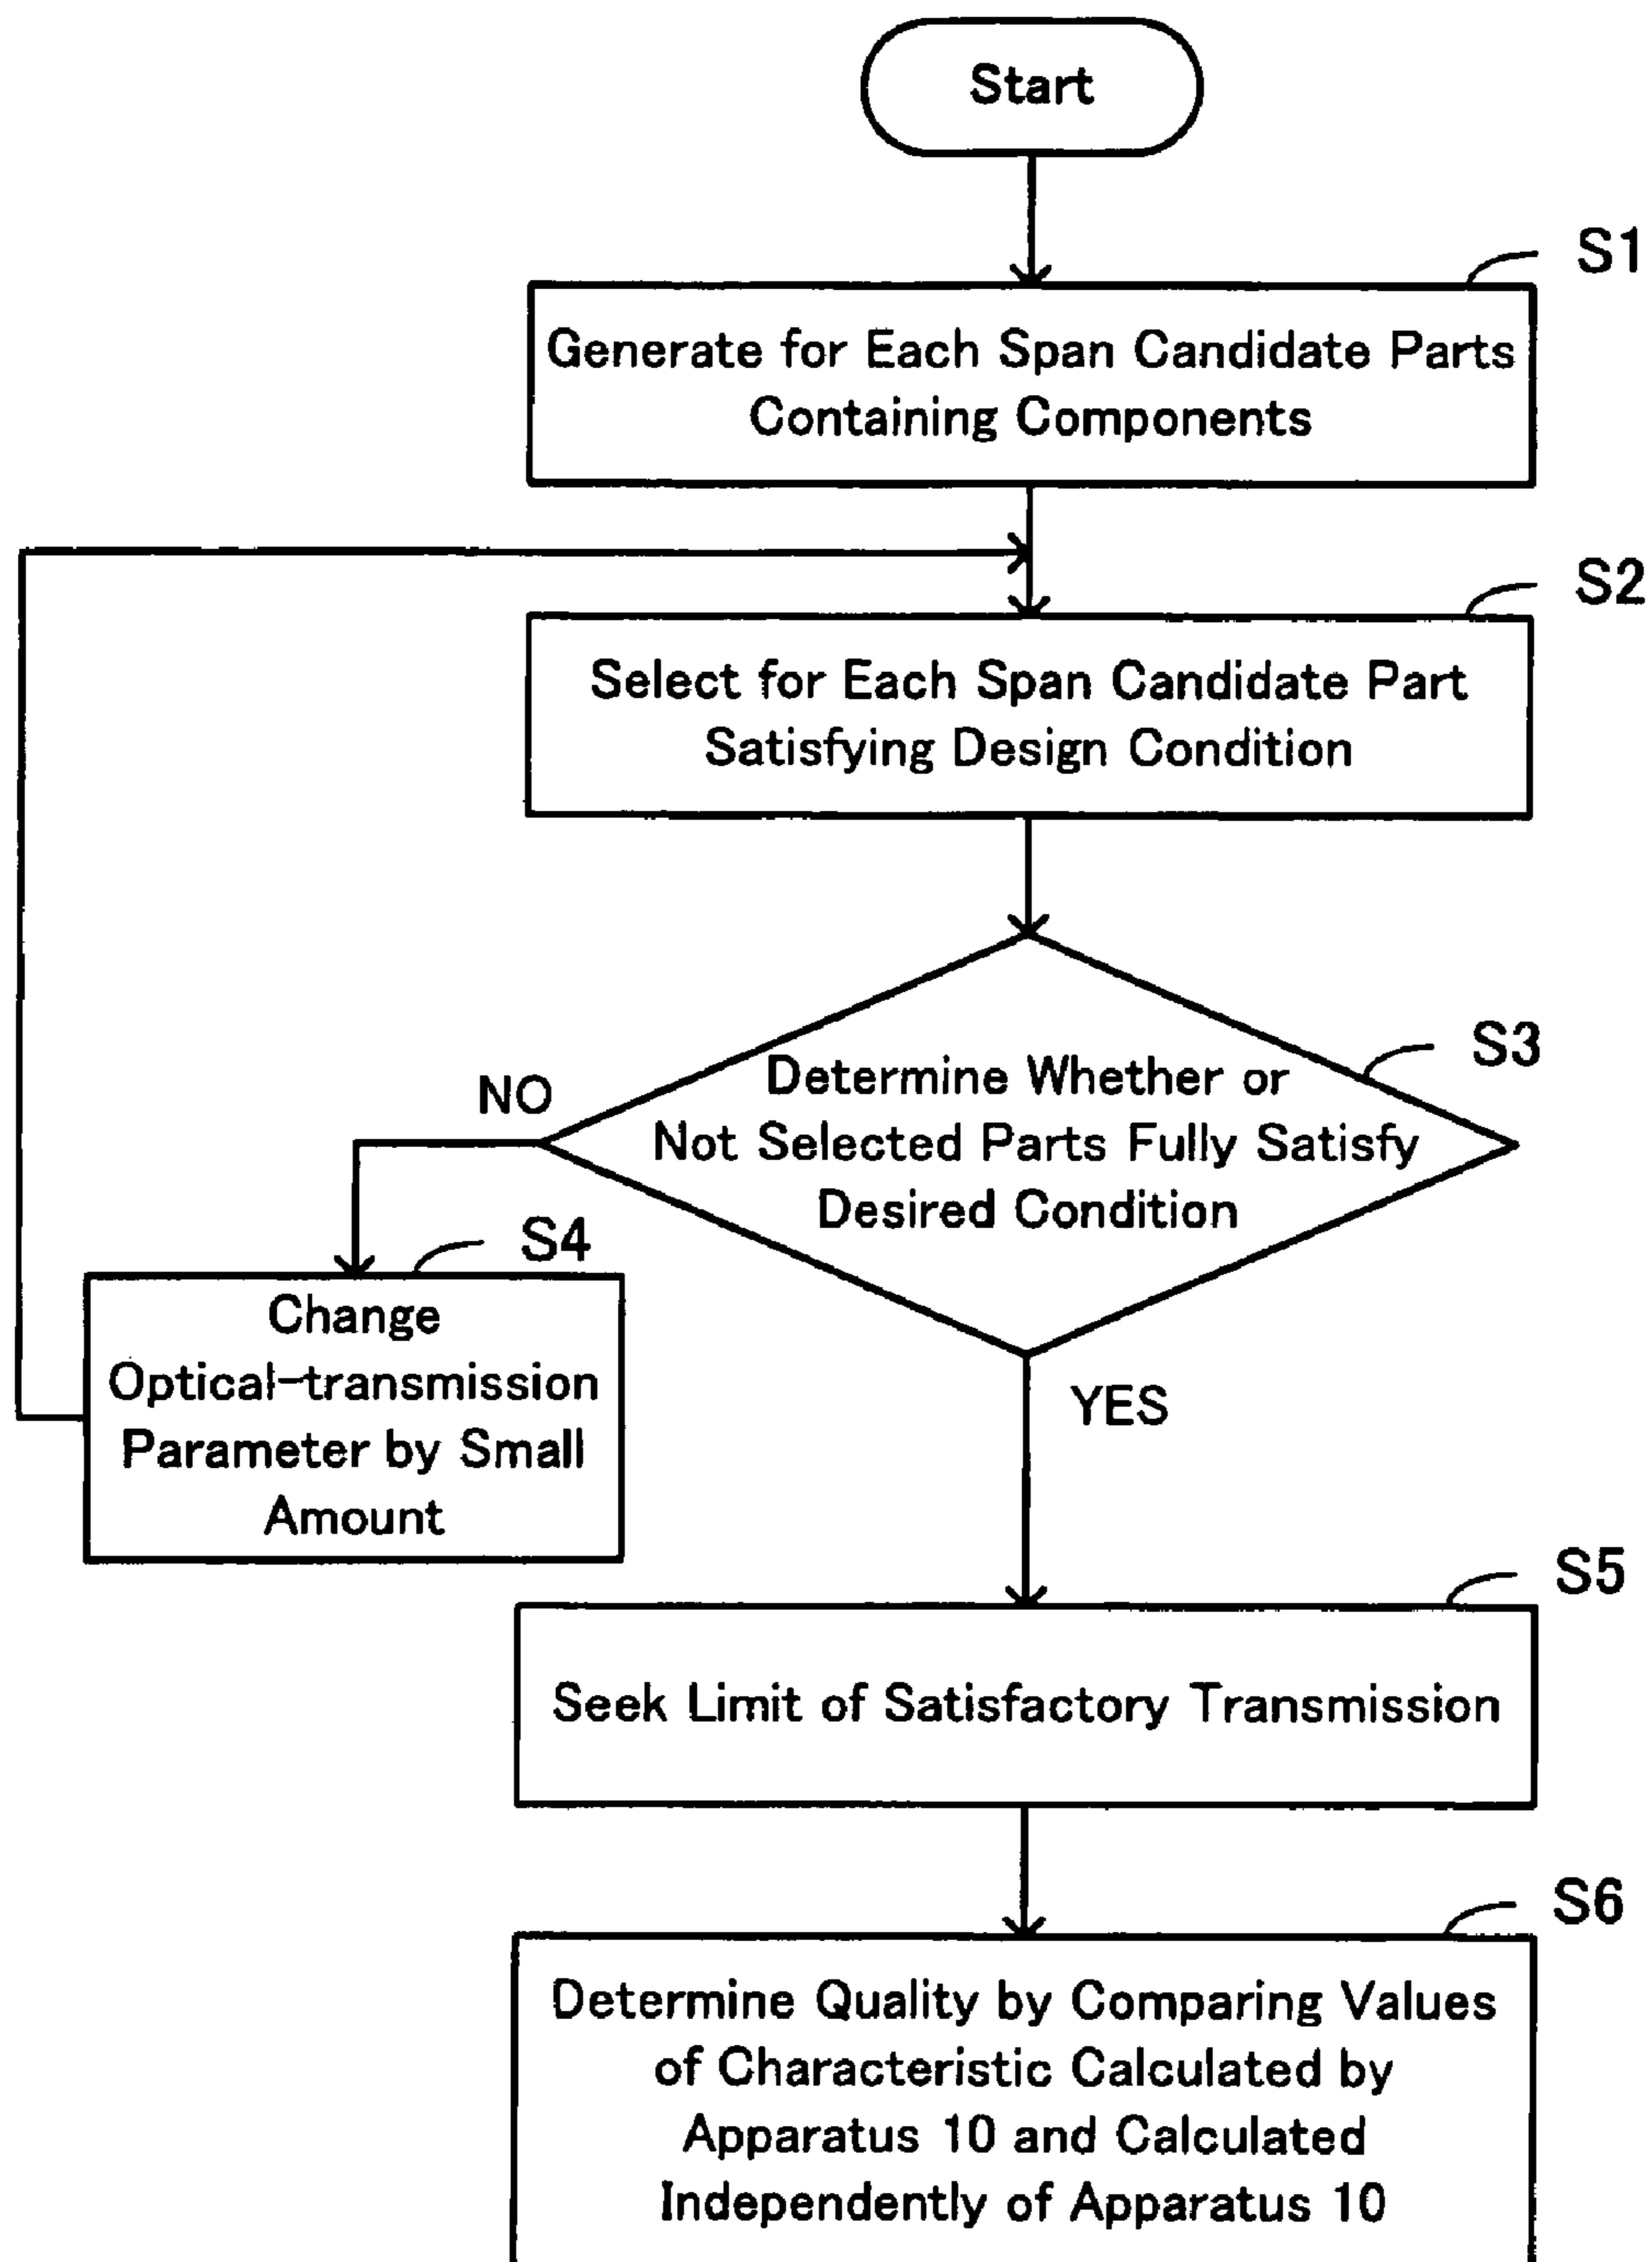 Start
S1
Generate for Each Span Candidate Parts
Containing Components
S2
Select for Each Span Candidate Part
Satisfying Design Condition
S3
Determine Whether or
Not Selected Parts Fully Satisfy
Desired Condition
NO
S4
Change
Optical-transmission
Parameter by Small
Amount
YES
S5
Seek Limit of Satisfactory Transmission
S6
Determine Quality by Comparing Values
of Characteristic Calculated by
Apparatus 10 and Calculated
Independently of Apparatus 10